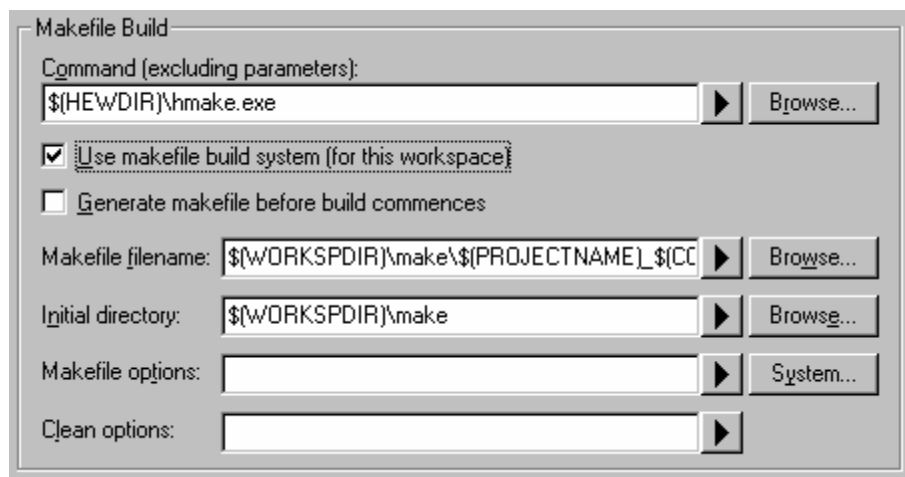 Makefile Build
Command (excluding parameters):
$(HEWDIR)\hmake.exe
Browse...
Use makefile build system (for this workspace)
Generate makefile before build commences
Makefile filename: $(WORKSPDIR)\make\$(PROJECTNAME)_$(CC Browse...
Initial directory: $(WORKSPDIR)\make Browse...
Makefile options: System...
Clean options: